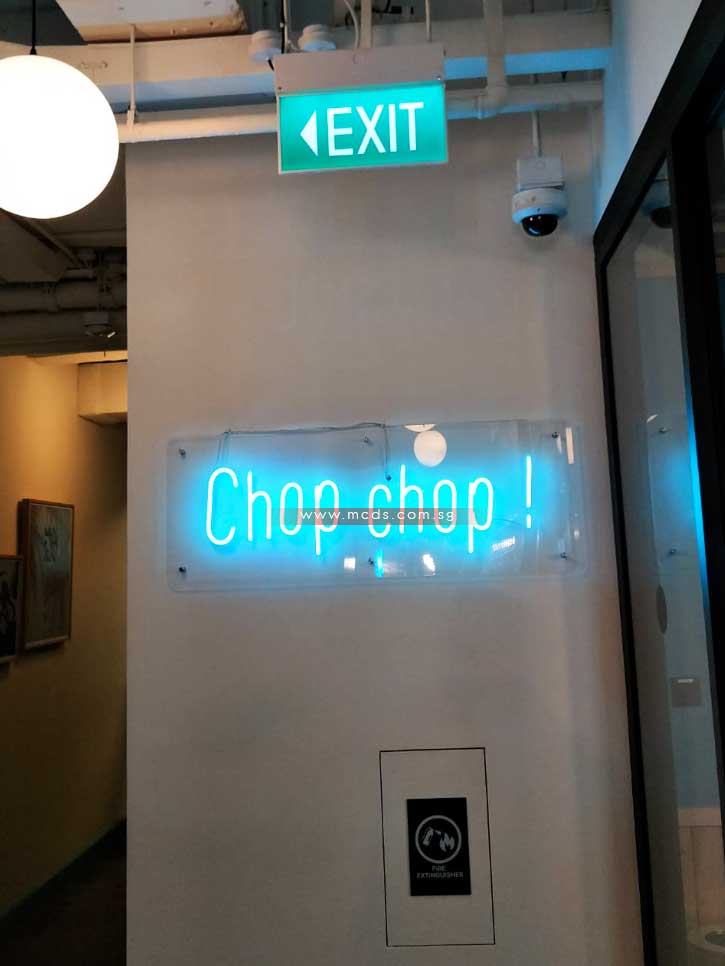 EXIT
Chop chop !
www.mcds.com.sg
FIRE
EXTINGUISHER